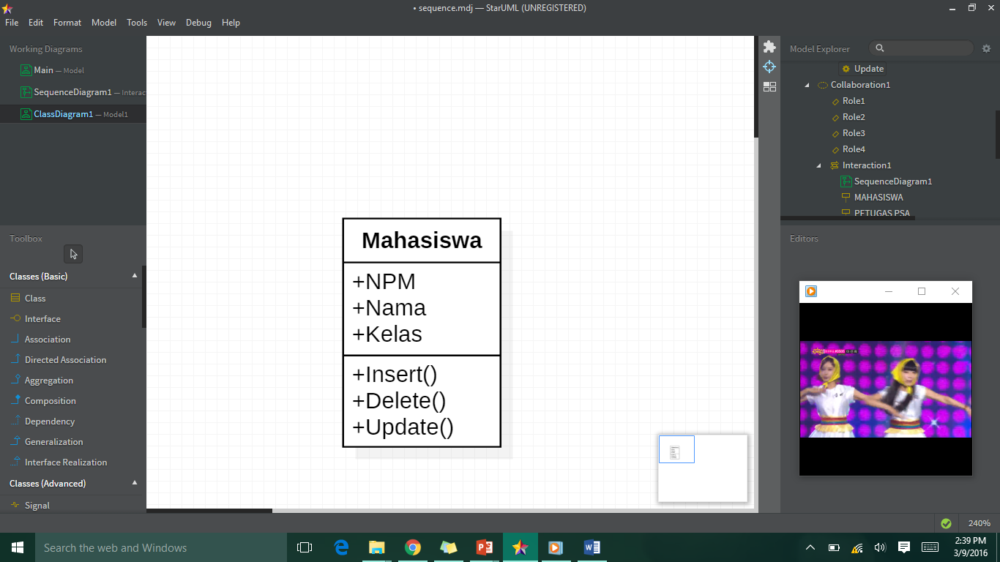 • sequence.mdj — StarUML (UNREGISTERED)
File Edit Format Model Tools View Debug Help
Working Diagrams
Main — Model
SequenceDiagram1 — Interac
ClassDiagram1 — Model1
Toolbox
Classes (Basic)
Class
Interface
Association
Directed Association
Aggregation
Composition
Dependency
Generalization
Interface Realization
Classes (Advanced)
Signal
Mahasiswa
+NPM
+Nama
+Kelas
+Insert()
+Delete()
+Update()
Model Explorer
Update
Collaboration1
Role1
Role2
Role3
Role4
Interaction1
SequenceDiagram1
MAHASISWA
PETUGAS PSA
Editors
240%
Search the web and Windows
2:39 PM
3/9/2016